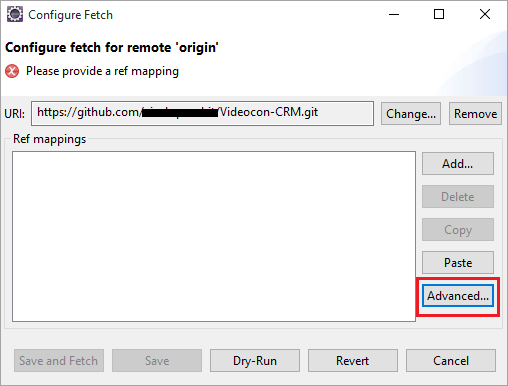 Configure Fetch
Configure fetch for remote 'origin'
Please provide a ref mapping
URI: https://github.com/ /Videocon-CRM.git Change... Remove
Ref mappings
Add...
Delete
Copy
Paste
Advanced...
Save and Fetch Save Dry-Run Revert Cancel